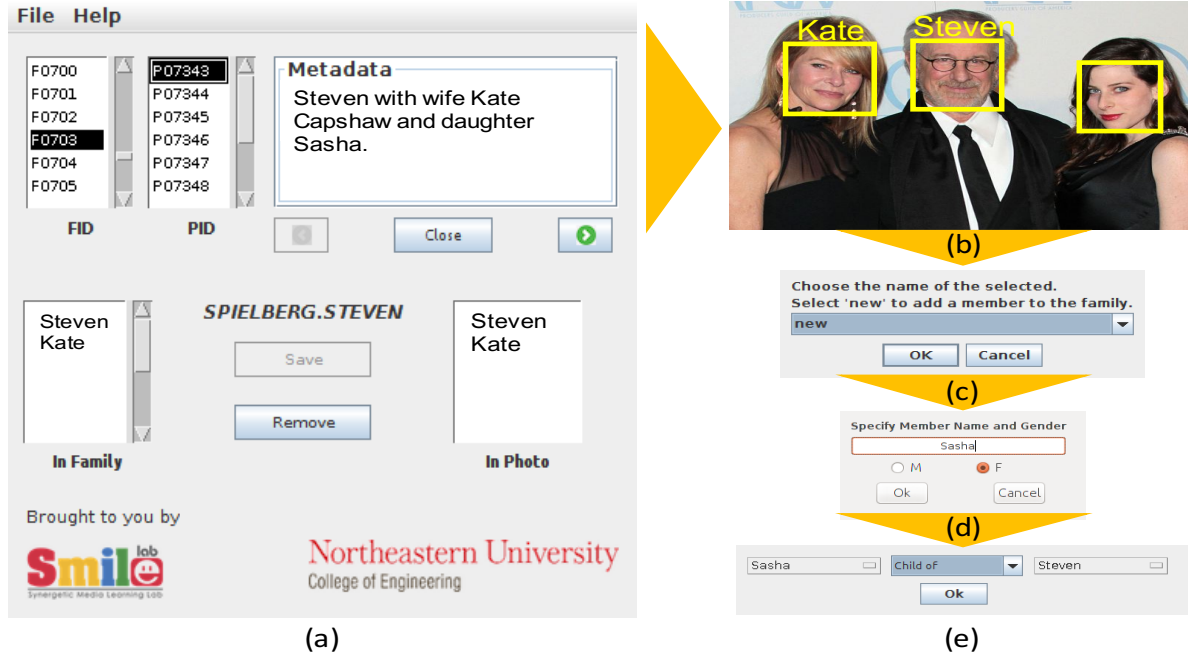 File Help
F0700
F0701
F0702
F0703
F0704
F0705
FID
P07343
P07344
P07345
P07346
P07347
P07348
PID
Metadata
Steven with wife Kate
Capshaw and daughter
Sasha.
Close
Steven
Kate
In Family
SPIELBERG.STEVEN
Save
Remove
Steven
Kate
In Photo
Brought to you by
Smile lab
Synergetic Media Learning Lab
Northeastern University
College of Engineering
(a)
Kate
Steven
(b)
Choose the name of the selected.
Select 'new' to add a member to the family.
new
OK Cancel
(c)
Specify Member Name and Gender
Sasha
M F
Ok Cancel
(d)
Sasha Child of Steven
Ok
(e)